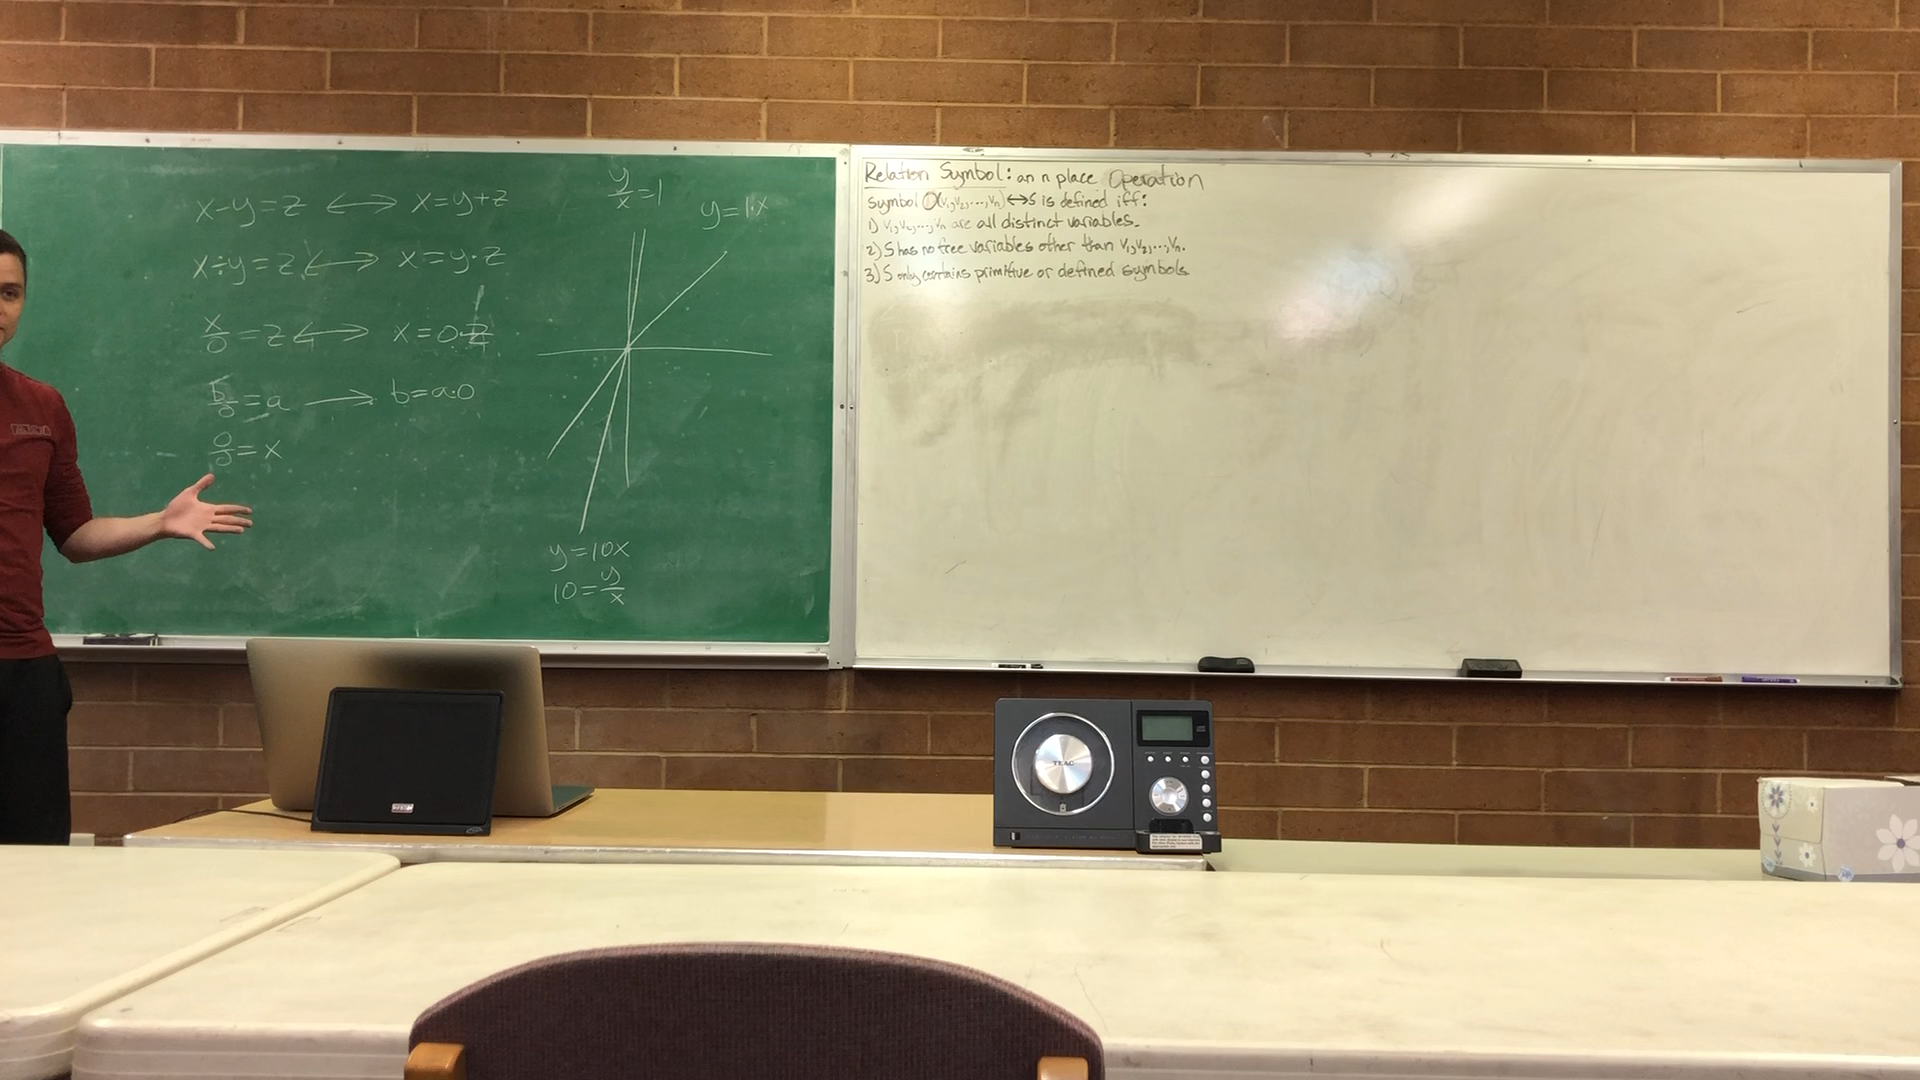 x-y=z ⟷ x=y+z
x÷y=z ⟷ x=y·z
x/0=z ⟷ x=0·z
b/0=a ⟶ b=a·0
0/0=x
y/x=1
y=1·x
y=10x
10=y/x
Relation Symbol: an n place Operation
symbol O(v₁,v₂,...,vₙ)⟷S is defined iff:
1) v₁,v₂,...,vₙ are all distinct variables.
2) S has no free variables other than v₁,v₂,...,vₙ.
3) S only contains primitive or defined symbols
TEAC